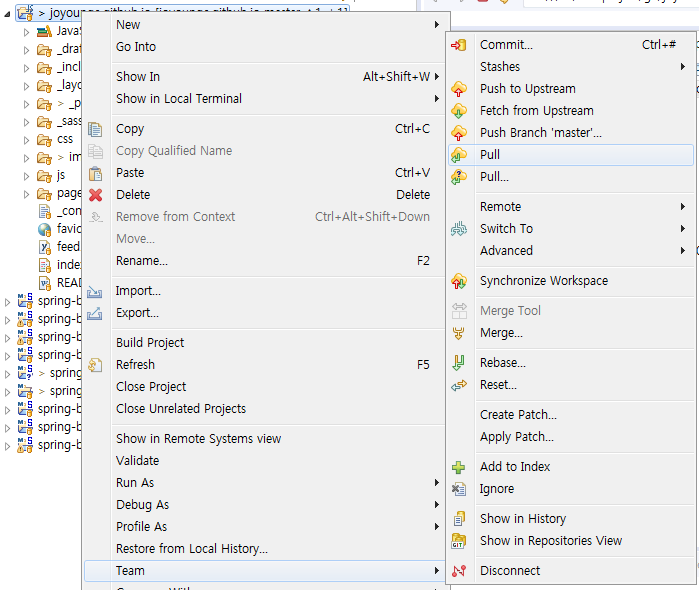 > joyounge.github.io [joyounge.github.io master ↑1 ↓1]
JavaS
_draf
_inclu
_layo
> _p
_sass
css
> im
js
page
_con
favic
feed.
index
READ
spring-b
spring-b
spring-b
spring-b
> spring
> spring
spring-b
spring-b
spring-b
New
Go Into
Show In Alt+Shift+W
Show in Local Terminal
Copy Ctrl+C
Copy Qualified Name
Paste Ctrl+V
Delete Delete
Remove from Context Ctrl+Alt+Shift+Down
Move...
Rename... F2
Import...
Export...
Build Project
Refresh F5
Close Project
Close Unrelated Projects
Show in Remote Systems view
Validate
Run As
Debug As
Profile As
Restore from Local History...
Team
Commit... Ctrl+#
Stashes
Push to Upstream
Fetch from Upstream
Push Branch 'master'...
Pull
Pull...
Remote
Switch To
Advanced
Synchronize Workspace
Merge Tool
Merge...
Rebase...
Reset...
Create Patch...
Apply Patch...
Add to Index
Ignore
Show in History
Show in Repositories View
Disconnect